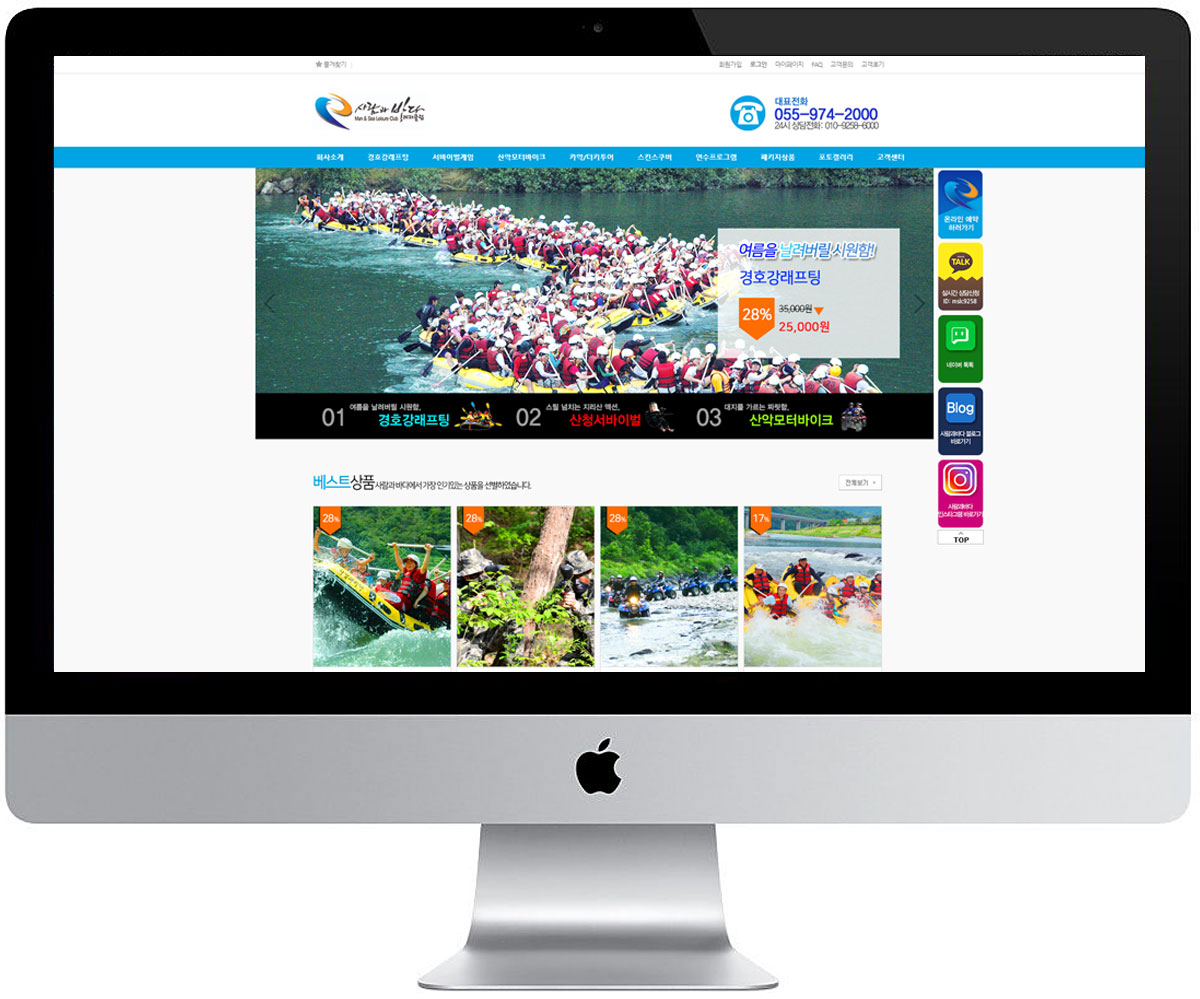 즐겨찾기
회원가입 로그인 마이페이지 FAQ 고객문의 고객후기
사람과 바다
Man & Sea Leisure Club 레저클럽
대표전화
055-974-2000
24시 상담전화: 010-9258-6000
회사소개 경호강래프팅 서바이벌게임 산악모터바이크 카약/더키투어 스킨스쿠버 연수프로그램 패키지상품 포토갤러리 고객센터
여름을 날려버릴 시원함!
경호강래프팅
28% 35,000원
25,000원
01 여름을 날려버릴 시원함,
경호강래프팅
02 스릴 넘치는 지리산 액션,
산청서바이벌
03 대지를 가르는 짜릿함,
산악모터바이크
온라인 예약
하러가기
TALK
실시간 상담신청
ID: mslc9258
네이버 톡톡
Blog
사람과바다 블로그
바로가기
사람과바다
인스타그램 바로가기
TOP
베스트상품 사람과 바다에서 가장 인기있는 상품을 선별하였습니다.
전체보기
28% 28% 28% 17%